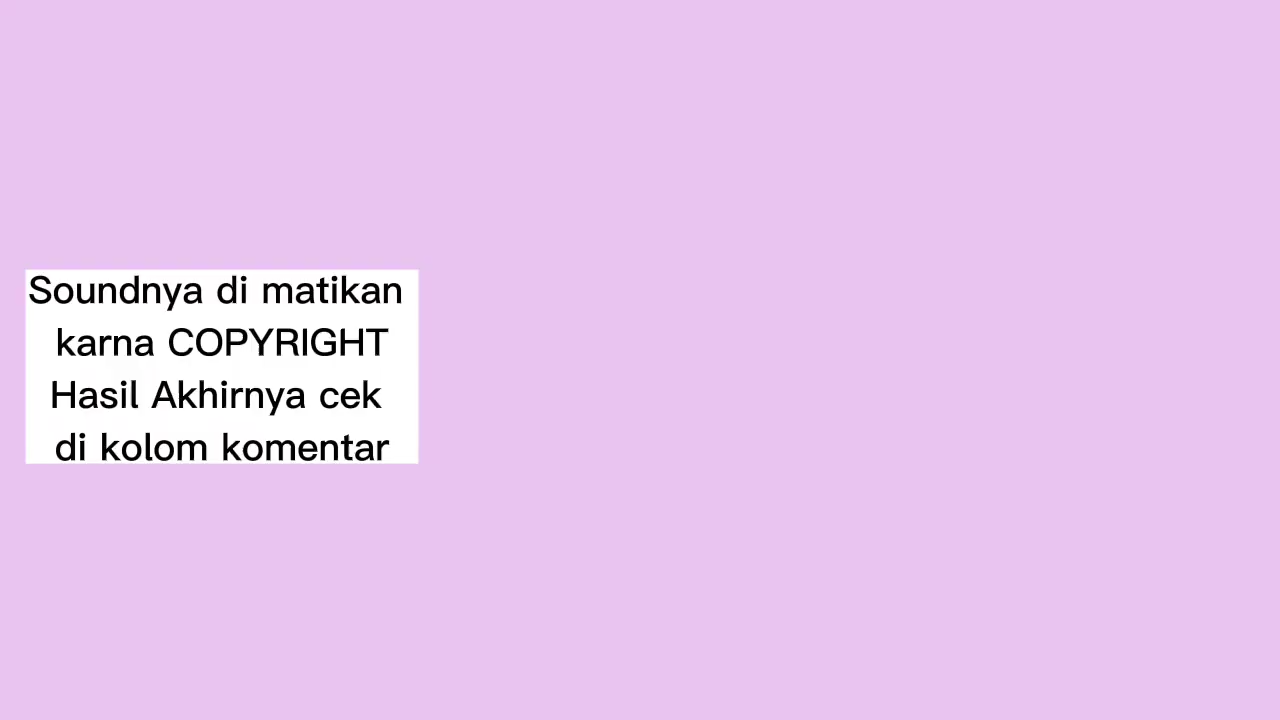 Soundnya di matikan
karna COPYRIGHT
Hasil Akhirnya cek
di kolom komentar